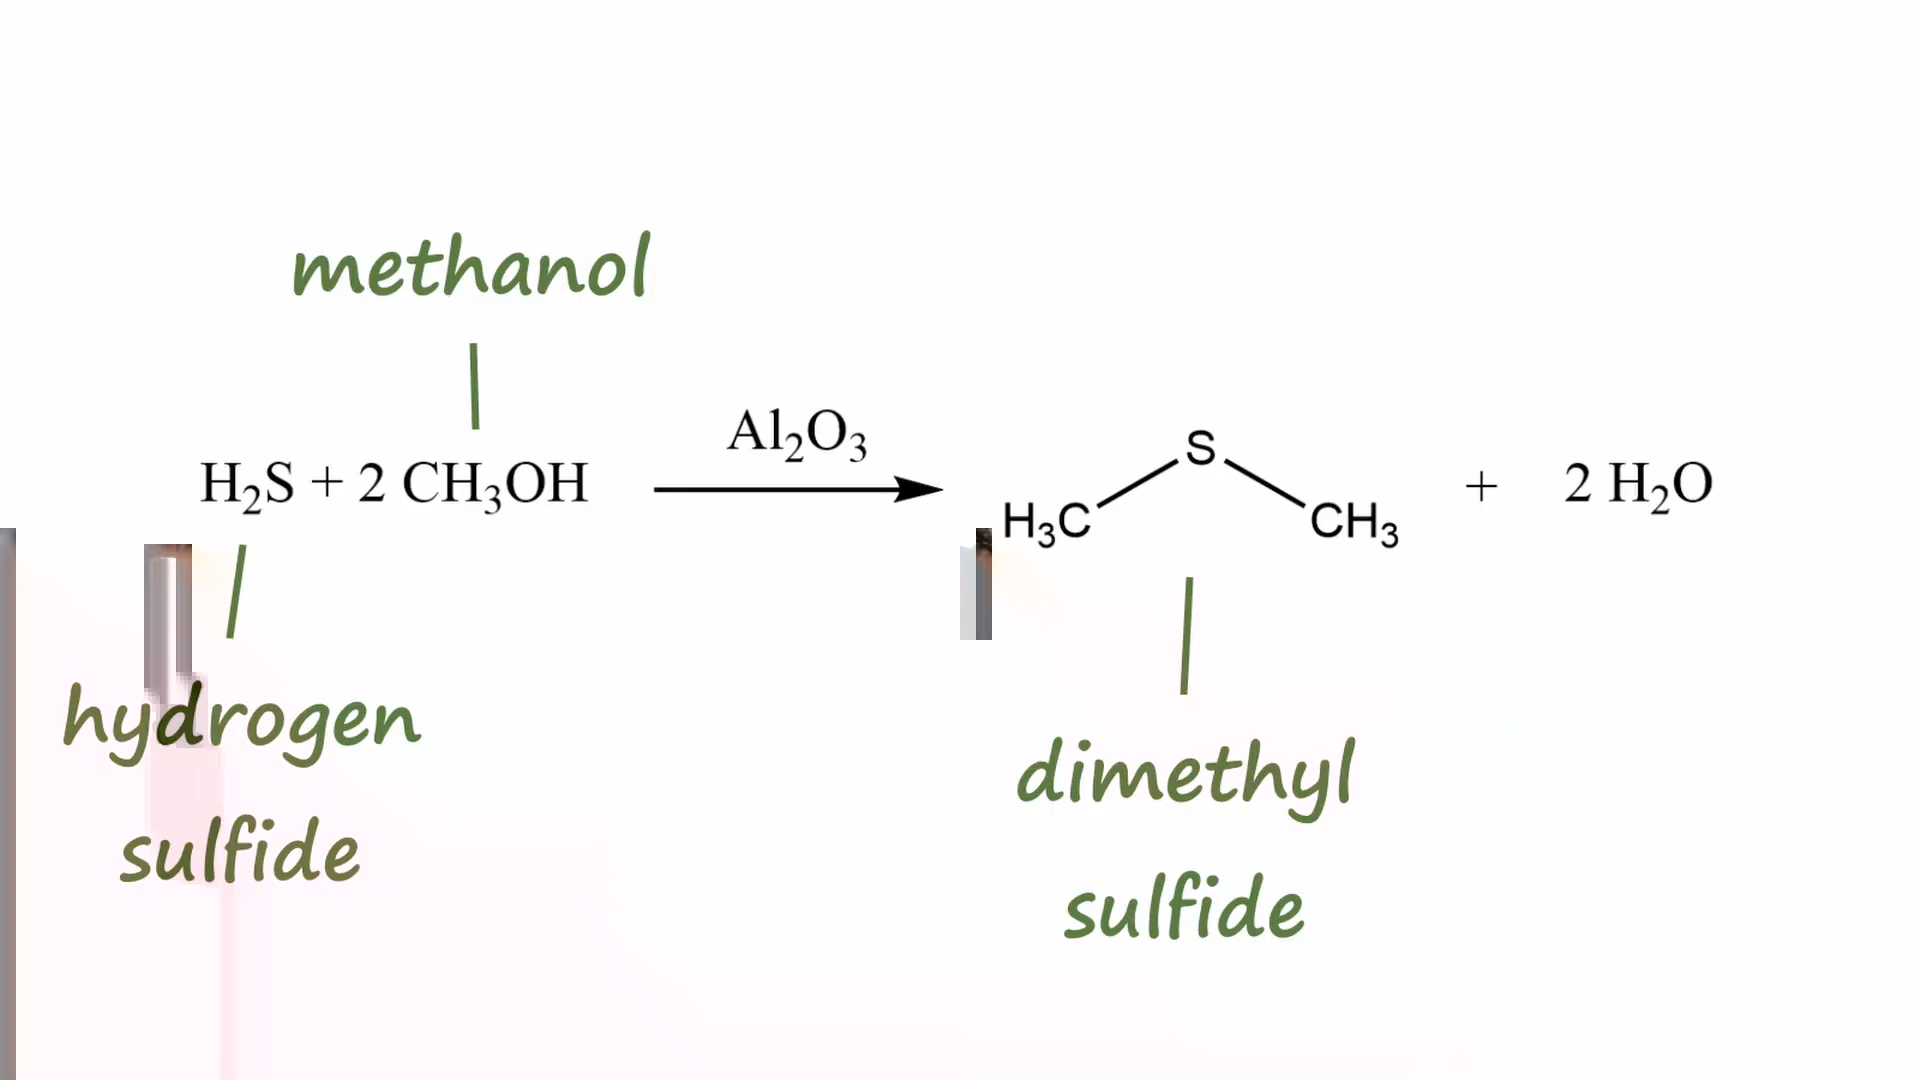 methanol
H₂S + 2 CH₃OH
Al₂O₃
S
H₃C
CH₃
+ 2 H₂O
hydrogen
sulfide
dimethyl
sulfide